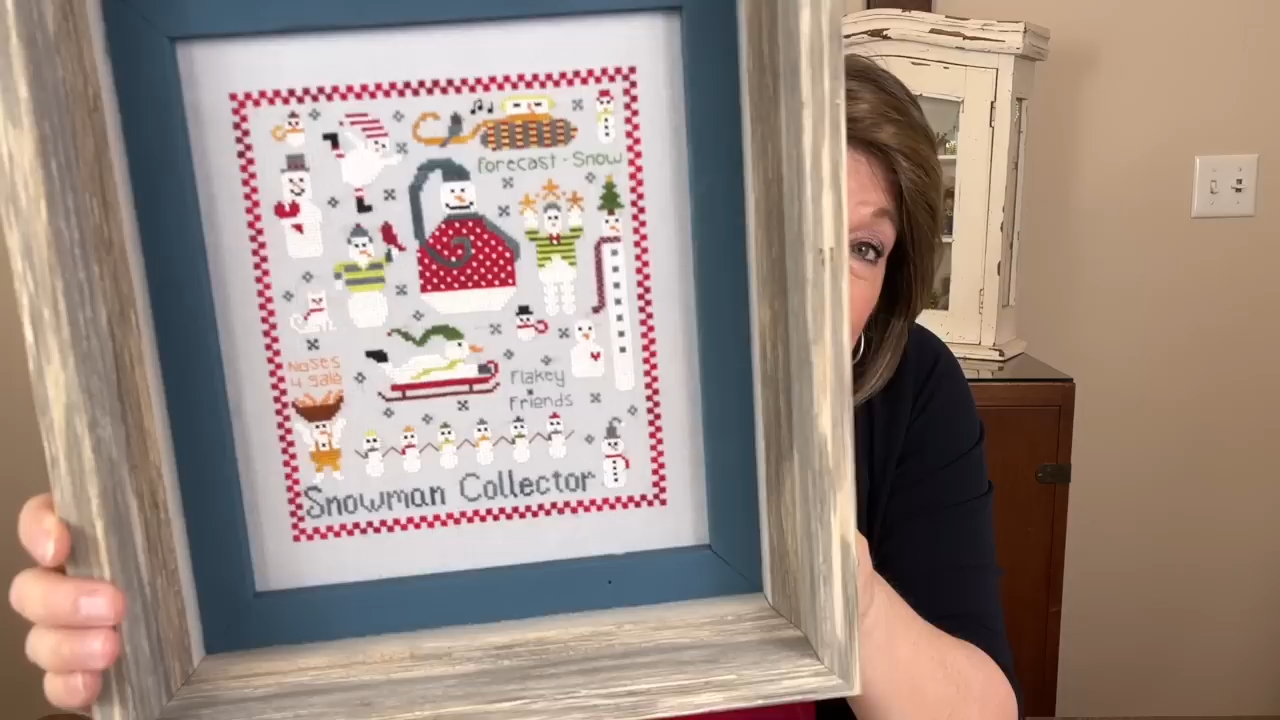 Forecast - Snow
Noses
4 Sale
Flakey
Friends
Snowman Collector